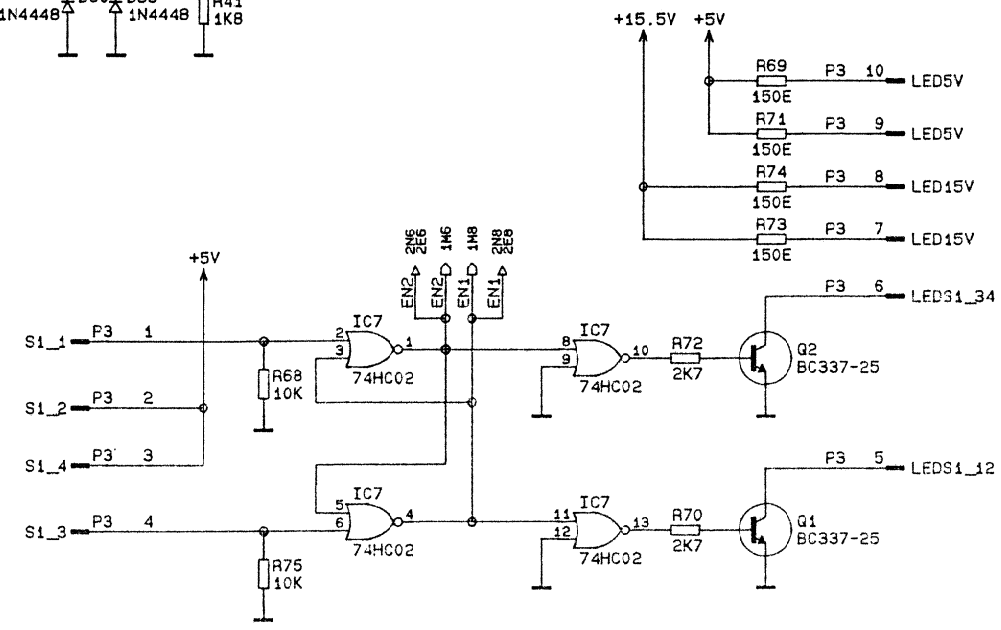 1N4448
1N4448
R41
1K8
+15.5V
+5V
R69
150E
P3 10
LED5V
R71
150E
P3 9
LED5V
R74
150E
P3 8
LED15V
R73
150E
P3 7
LED15V
2N6
2E6
1M6
1M8
2N8
2E8
EN2
EN2
EN1
EN1
+5V
P3 6
LEDS1_34
S1_1
P3 1
2
3
IC7
1
74HC02
8
9
IC7
10
74HC02
R72
2K7
Q2
BC337-25
R68
10K
S1_2
P3 2
S1_4
P3 3
P3 5
LEDS1_12
S1_3
P3 4
5
6
IC7
4
74HC02
11
12
IC7
13
74HC02
R70
2K7
Q1
BC337-25
R75
10K